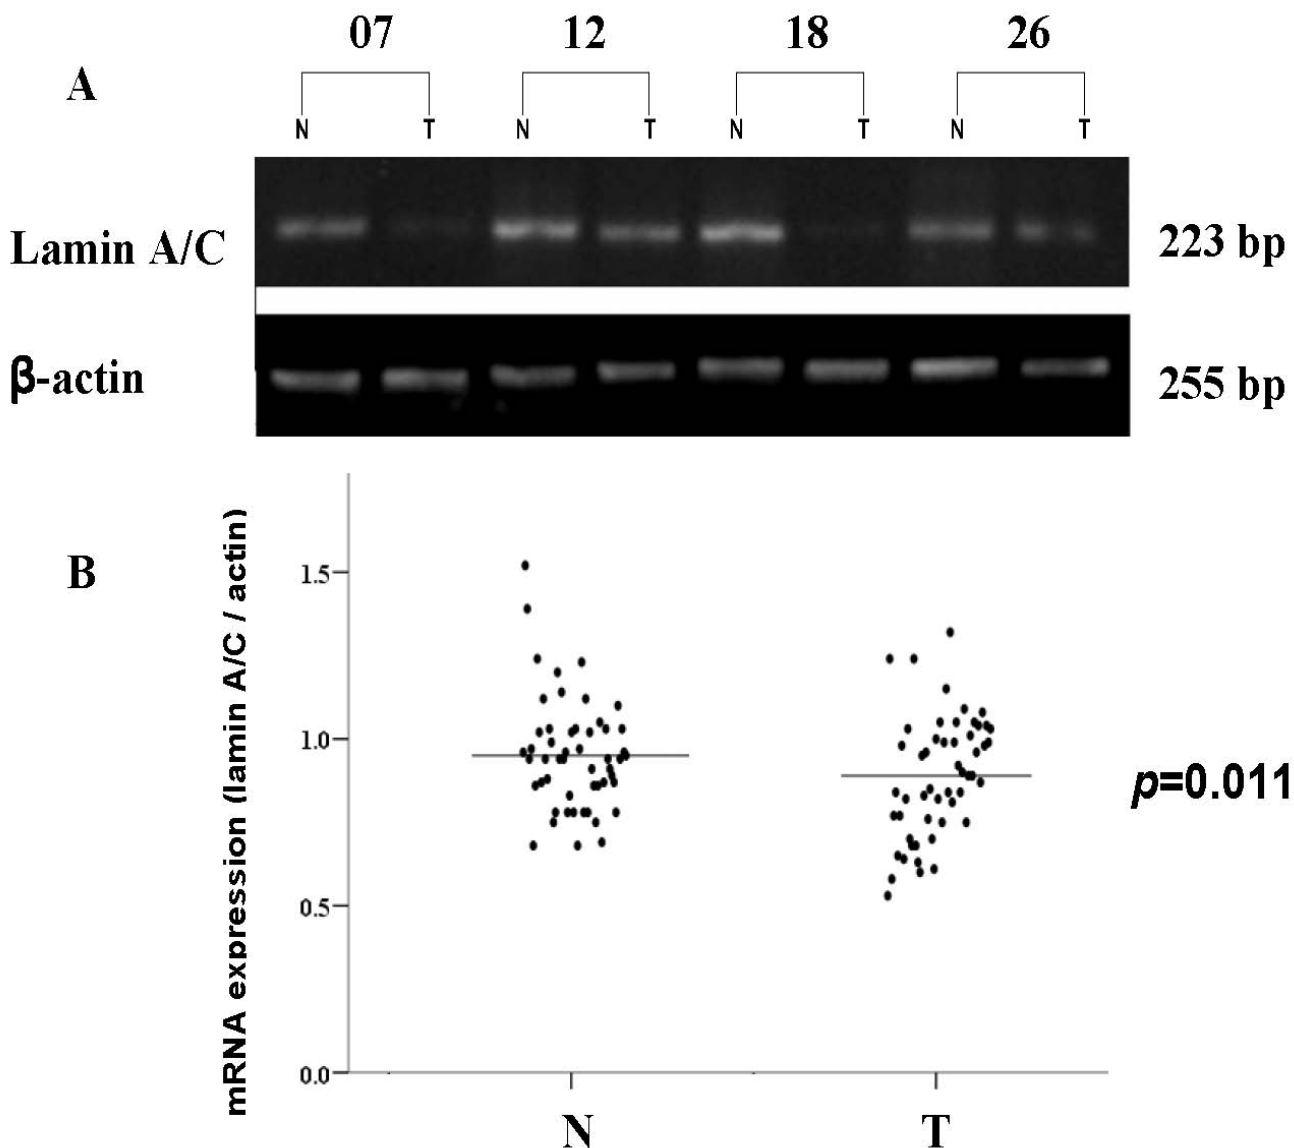 07 12 18 26
A
N T N T N T N T
Lamin A/C 223 bp
β-actin 255 bp
B
mRNA expression (lamin A/C / actin)
1.5
1.0
0.5
0.0
p=0.011
N T